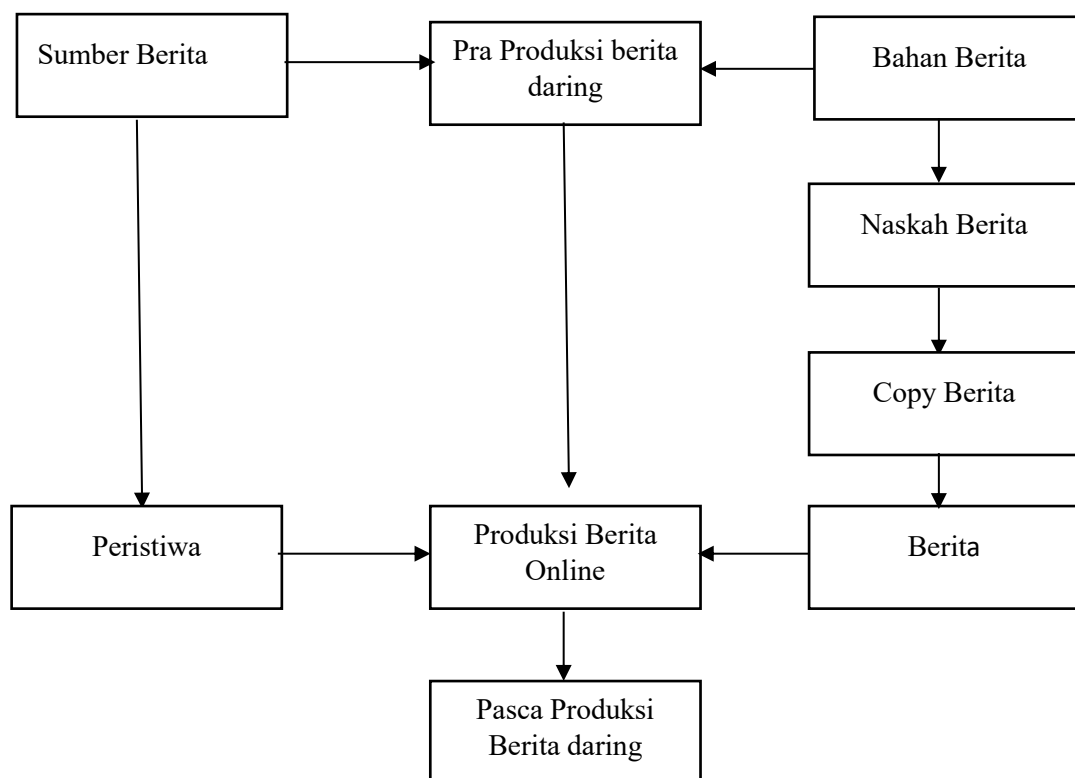 Sumber Berita
Pra Produksi berita
daring
Bahan Berita
Naskah Berita
Copy Berita
Peristiwa
Produksi Berita
Online
Berita
Pasca Produksi
Berita daring